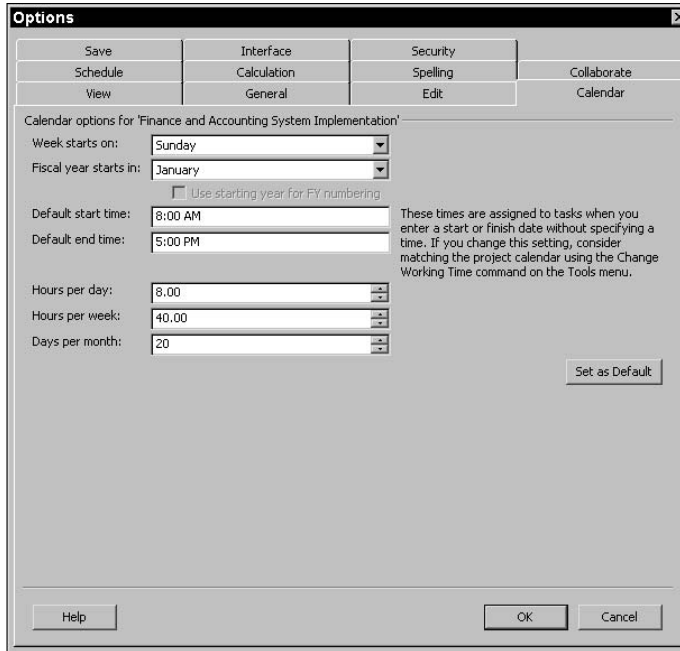 Options
Save Interface Security
Schedule Calculation Spelling Collaborate
View General Edit Calendar
Calendar options for 'Finance and Accounting System Implementation'
Week starts on: Sunday
Fiscal year starts in: January
Use starting year for FY numbering
Default start time: 8:00 AM
Default end time: 5:00 PM
These times are assigned to tasks when you
enter a start or finish date without specifying a
time. If you change this setting, consider
matching the project calendar using the Change
Working Time command on the Tools menu.
Hours per day: 8.00
Hours per week: 40.00
Days per month: 20
Set as Default
Help OK Cancel